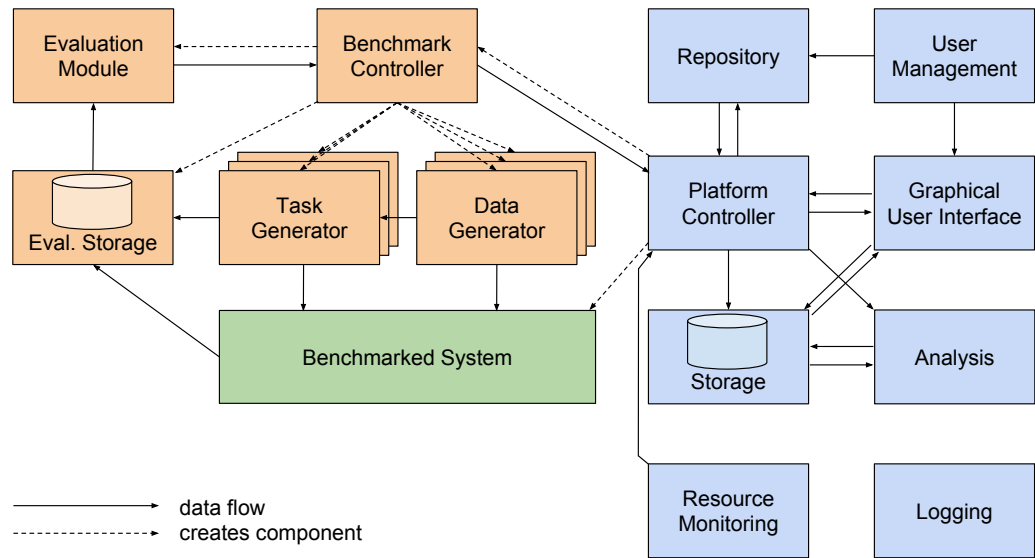 Evaluation
Module
Benchmark
Controller
Repository
User
Management
Eval. Storage
Task
Generator
Data
Generator
Platform
Controller
Graphical
User Interface
Benchmarked System
Storage
Analysis
Resource
Monitoring
Logging
data flow
creates component